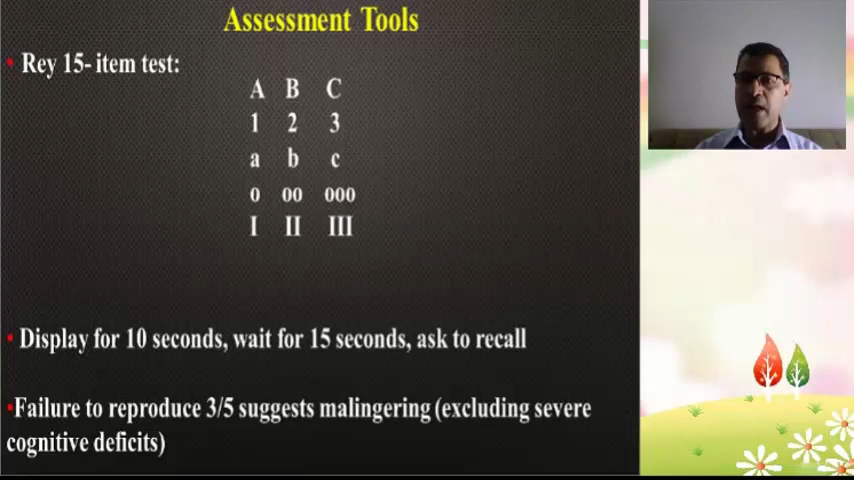 Assessment Tools
• Rey 15- item test:
A B C
1 2 3
a b c
0 00 000
I II III
• Display for 10 seconds, wait for 15 seconds, ask to recall
•Failure to reproduce 3/5 suggests malingering (excluding severe
cognitive deficits)